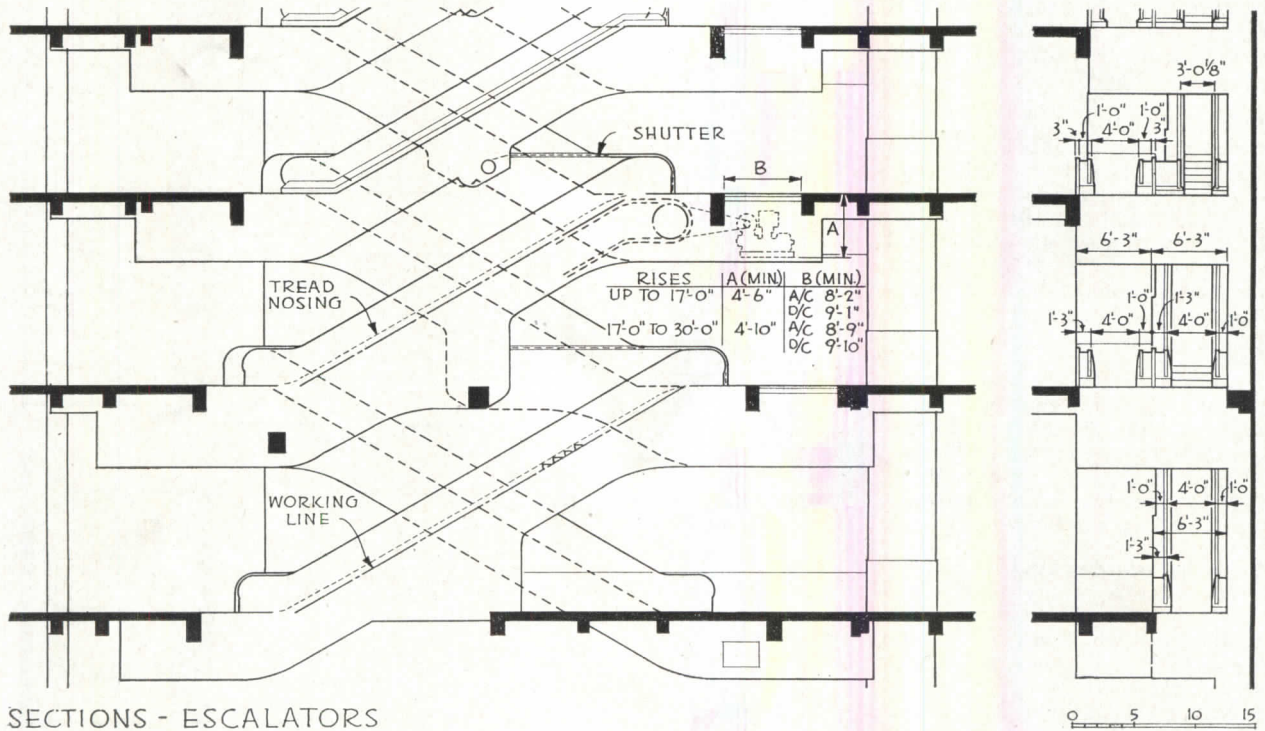 3'-0⅛"
1'-0" 1'-0"
3" 4'-0" 3"
SHUTTER
B
A
6'-3" 6'-3"
TREAD
NOSING
RISES A (MIN) B (MIN.)
UP TO 17'-0" 4'-6" A/C 8'-2"
D/C 9'-1"
17'-0" TO 30'-0" 4'-10" A/C 8'-9"
D/C 9'-10"
1'-0" 1'-3"
1'-3" 4'-0" 4'-0" 1'-0"
WORKING
LINE
1'-0" 4'-0" 1'-0"
6'-3"
1'-3"
SECTIONS - ESCALATORS
0 5 10 15